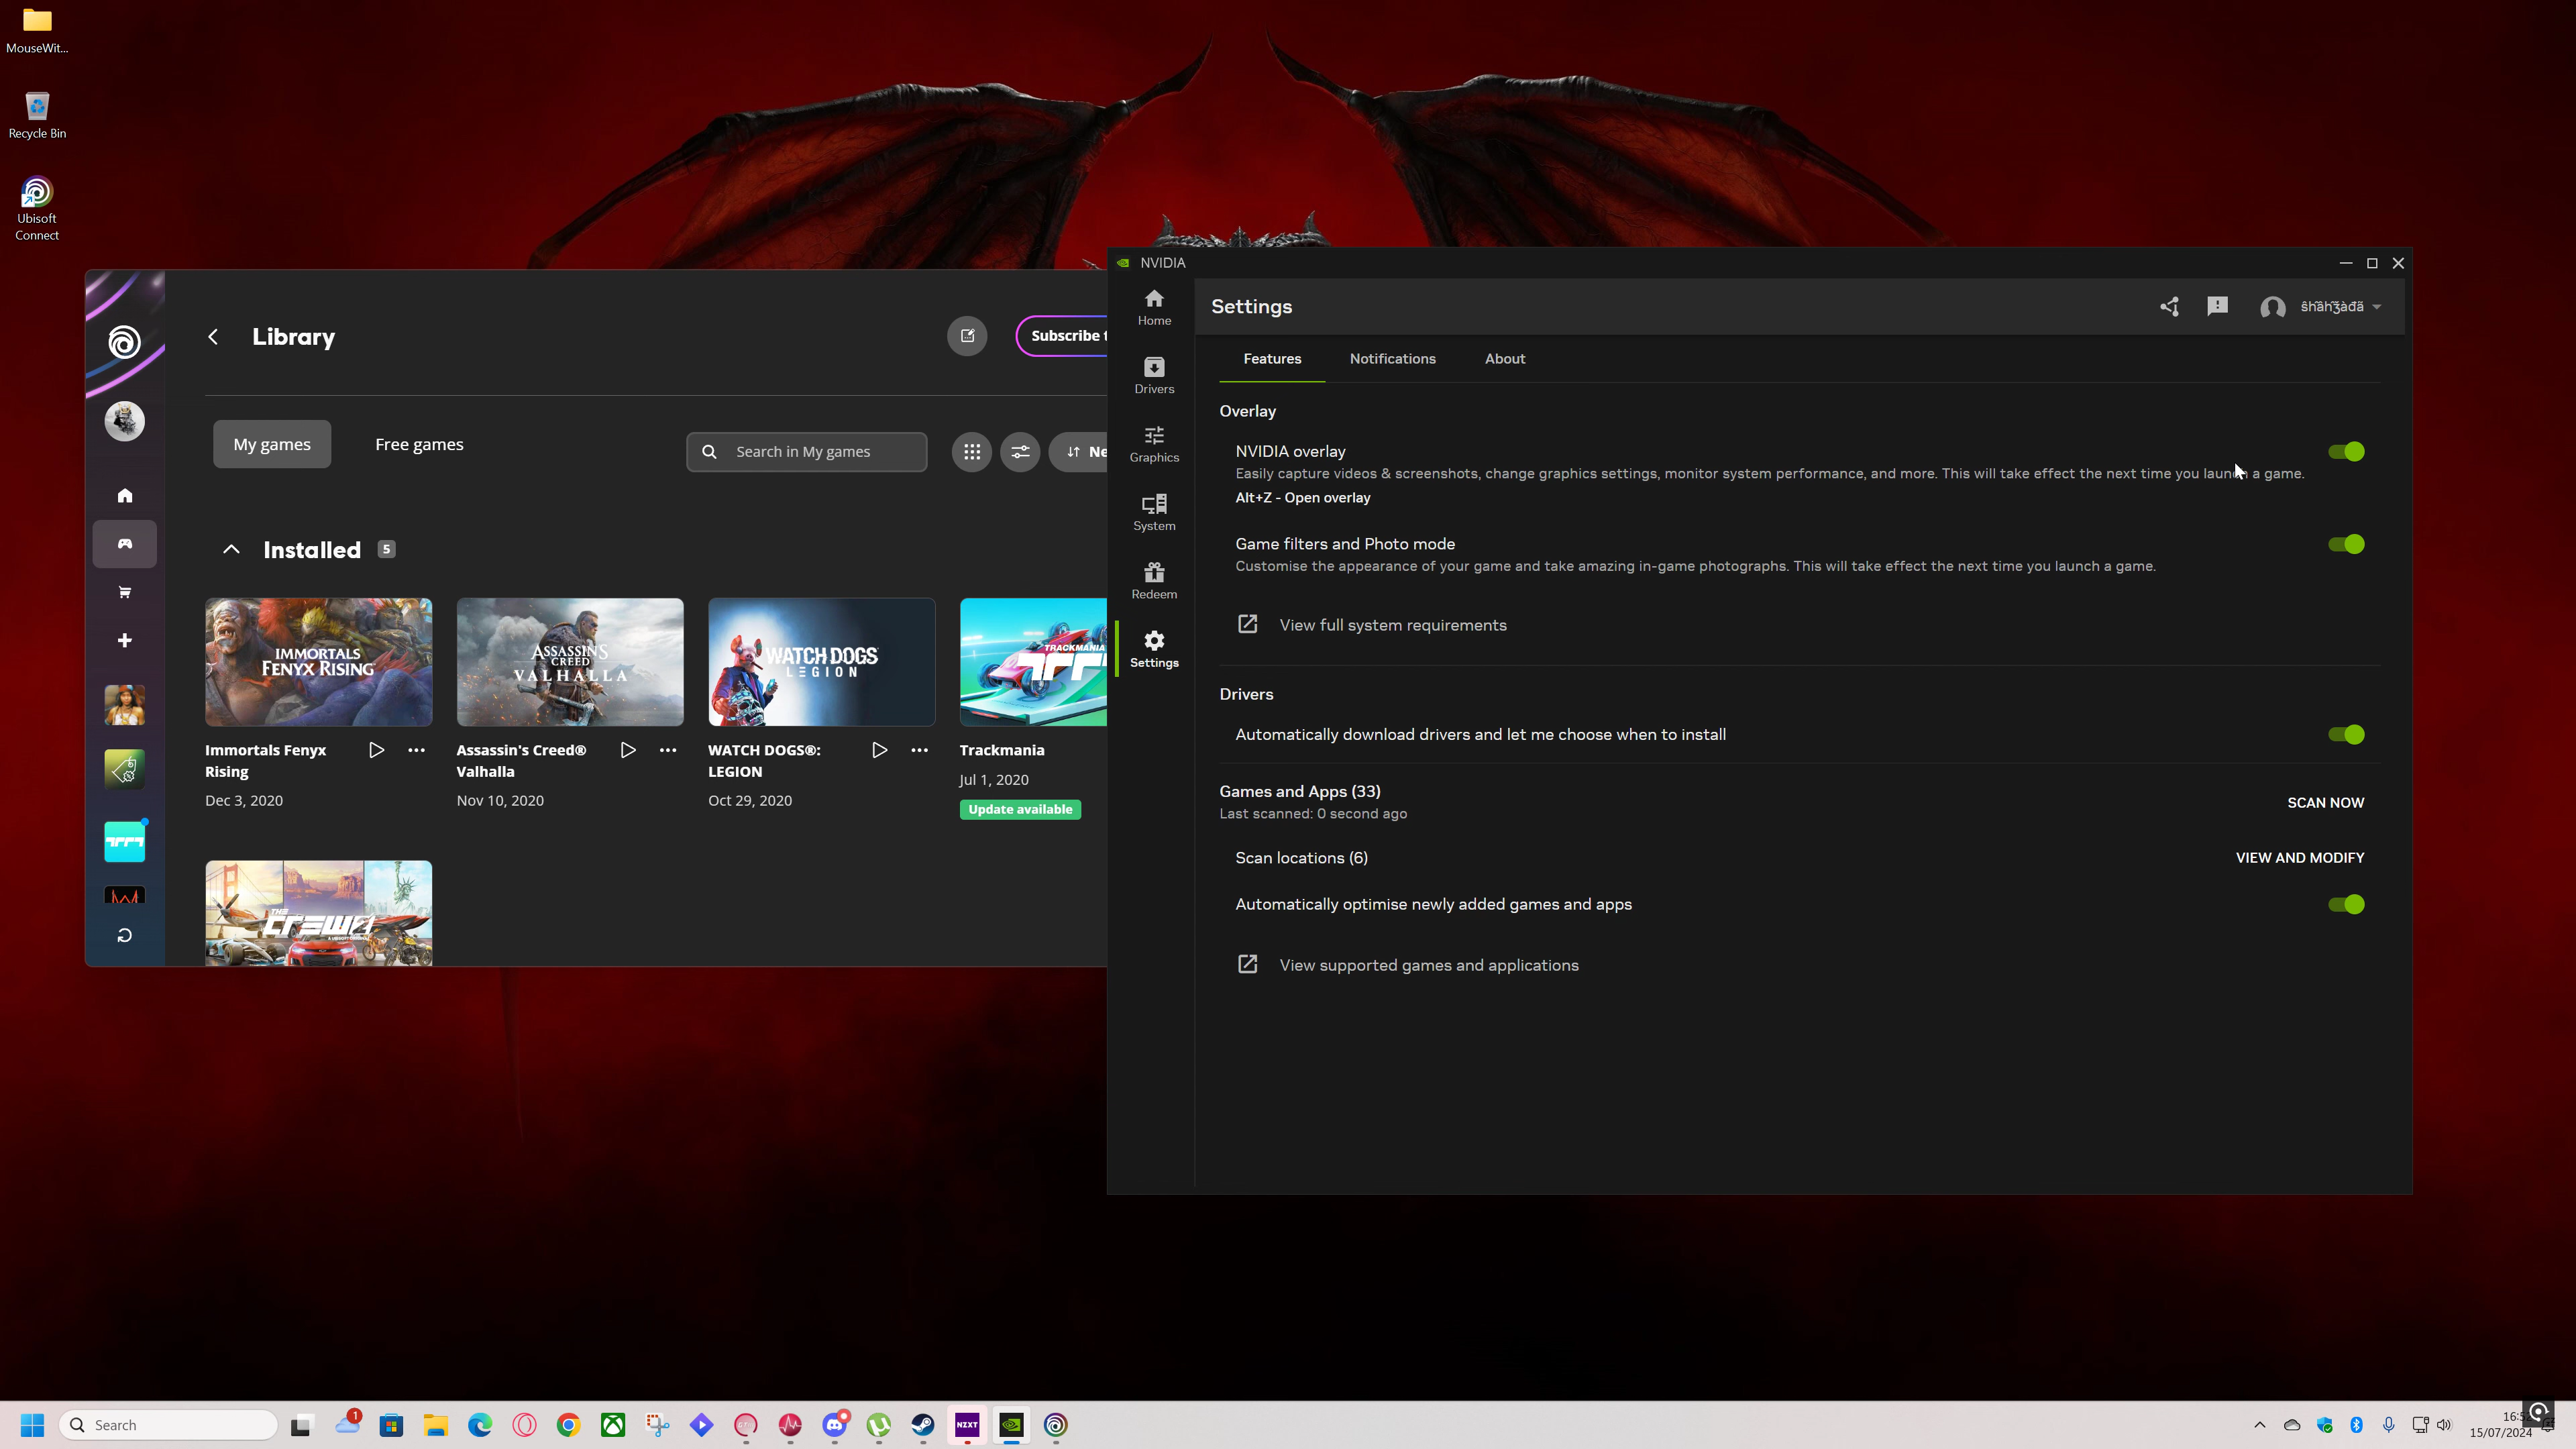 MouseWit...
Recycle Bin
Ubisoft
Connect
Library
Subscribe t
My games
Free games
Search in My games
Ne
Installed 5
IMMORTALS
FENYX RISING
ASSASSIN'S
CREED
VALHALLA
WATCH DOGS
LEGION
TRACKMANIA
Immortals Fenyx
Rising
Dec 3, 2020
Assassin's Creed®
Valhalla
Nov 10, 2020
WATCH DOGS®:
LEGION
Oct 29, 2020
Trackmania
Jul 1, 2020
Update available
THE
CREW 2
NVIDIA
Home
Drivers
Graphics
System
Redeem
Settings
Settings
Features
Notifications
About
Overlay
NVIDIA overlay
Easily capture videos & screenshots, change graphics settings, monitor system performance, and more. This will take effect the next time you launch a game.
Alt+Z - Open overlay
Game filters and Photo mode
Customise the appearance of your game and take amazing in-game photographs. This will take effect the next time you launch a game.
View full system requirements
Drivers
Automatically download drivers and let me choose when to install
Games and Apps (33)
SCAN NOW
Last scanned: 0 second ago
Scan locations (6)
VIEW AND MODIFY
Automatically optimise newly added games and apps
View supported games and applications
Search
1
NZXT
15/07/2024